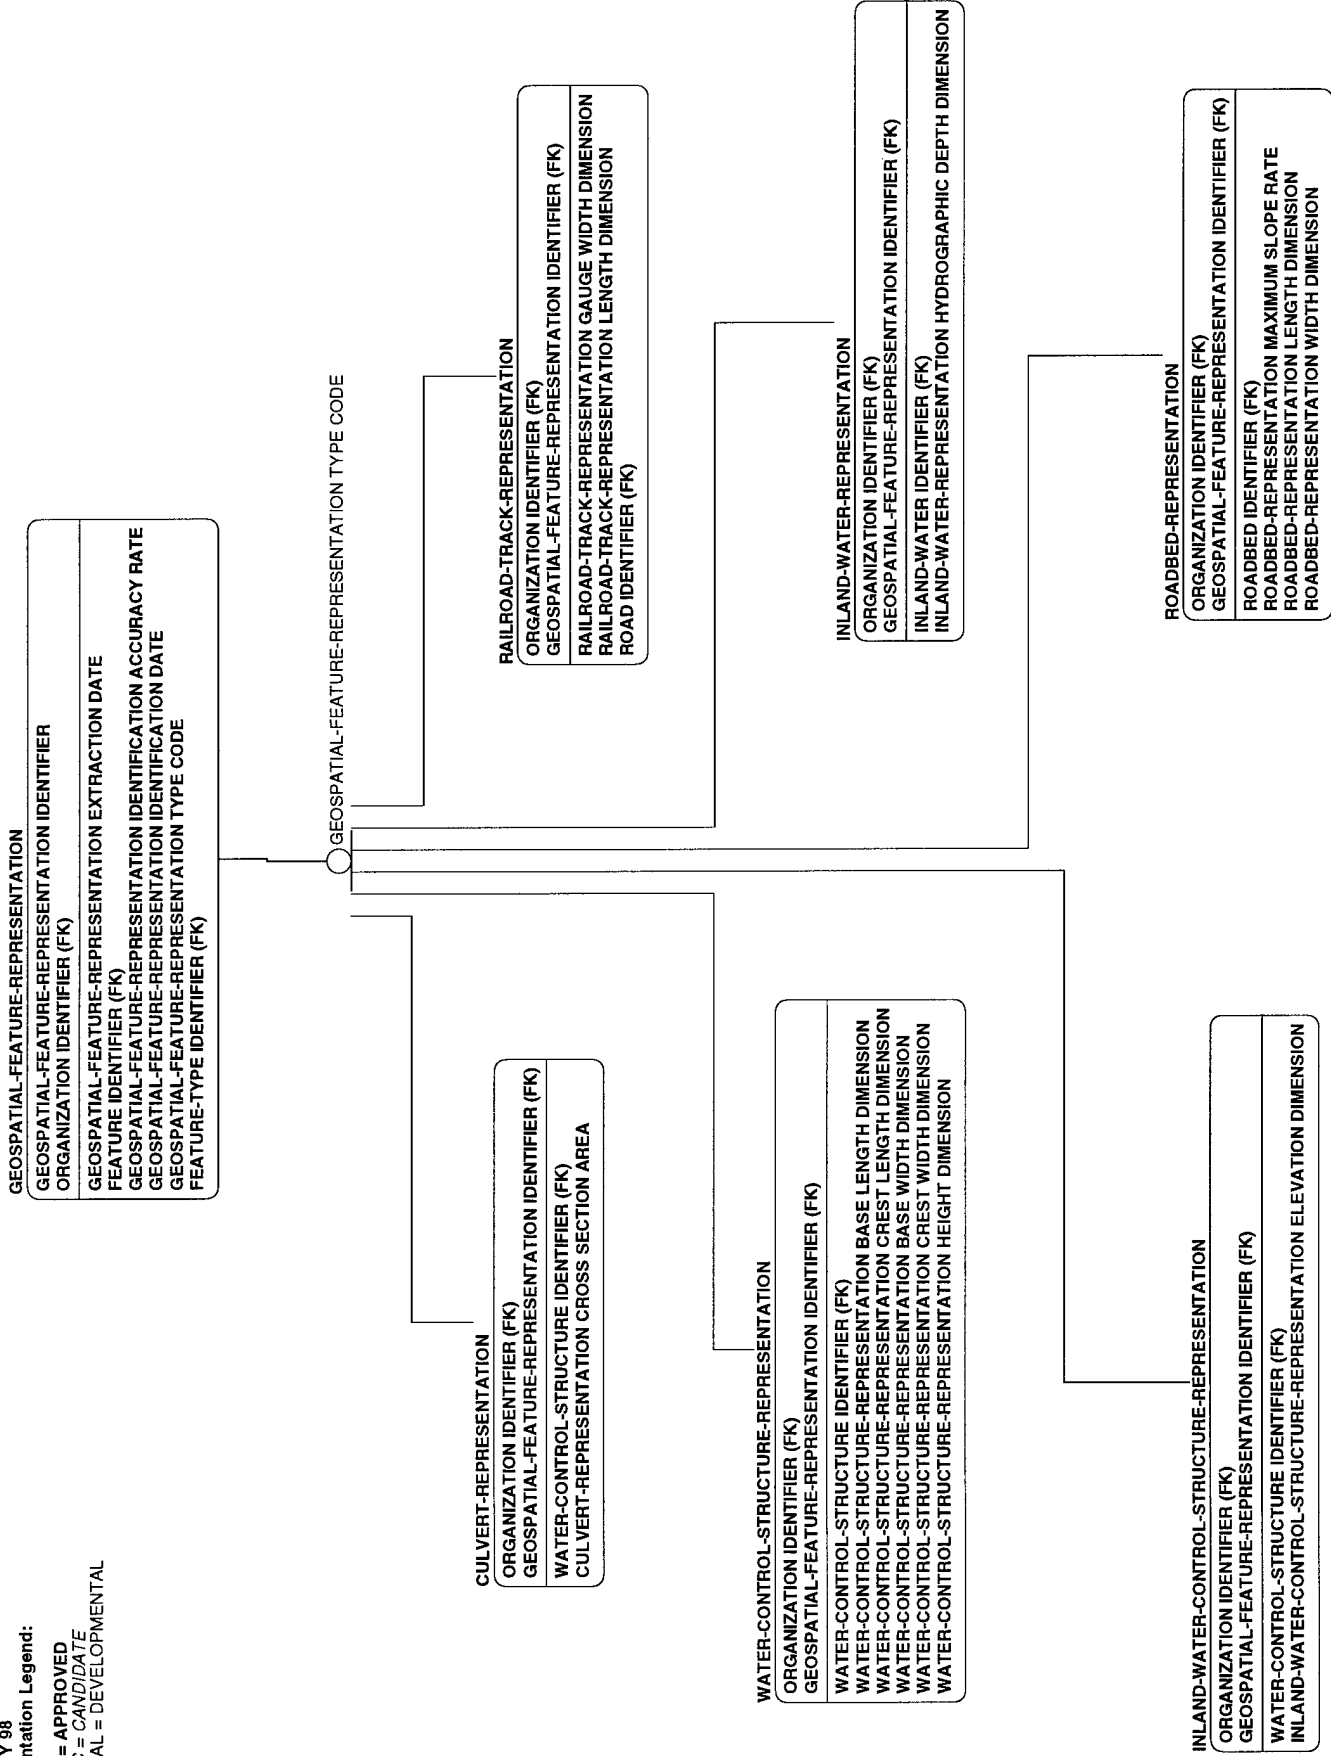 Y 98
ntation Legend:
= APPROVED
= CANDIDATE
AL = DEVELOPMENTAL
GEOSPATIAL-FEATURE-REPRESENTATION
GEOSPATIAL-FEATURE-REPRESENTATION IDENTIFIER
ORGANIZATION IDENTIFIER (FK)
GEOSPATIAL-FEATURE-REPRESENTATION EXTRACTION DATE
FEATURE IDENTIFIER (FK)
GEOSPATIAL-FEATURE-REPRESENTATION IDENTIFICATION ACCURACY RATE
GEOSPATIAL-FEATURE-REPRESENTATION IDENTIFICATION DATE
GEOSPATIAL-FEATURE-REPRESENTATION TYPE CODE
FEATURE-TYPE IDENTIFIER (FK)
GEOSPATIAL-FEATURE-REPRESENTATION TYPE CODE
CULVERT-REPRESENTATION
ORGANIZATION IDENTIFIER (FK)
GEOSPATIAL-FEATURE-REPRESENTATION IDENTIFIER (FK)
WATER-CONTROL-STRUCTURE IDENTIFIER (FK)
CULVERT-REPRESENTATION CROSS SECTION AREA
RAILROAD-TRACK-REPRESENTATION
ORGANIZATION IDENTIFIER (FK)
GEOSPATIAL-FEATURE-REPRESENTATION IDENTIFIER (FK)
RAILROAD-TRACK-REPRESENTATION GAUGE WIDTH DIMENSION
RAILROAD-TRACK-REPRESENTATION LENGTH DIMENSION
ROAD IDENTIFIER (FK)
WATER-CONTROL-STRUCTURE-REPRESENTATION
ORGANIZATION IDENTIFIER (FK)
GEOSPATIAL-FEATURE-REPRESENTATION IDENTIFIER (FK)
WATER-CONTROL-STRUCTURE IDENTIFIER (FK)
WATER-CONTROL-STRUCTURE-REPRESENTATION BASE LENGTH DIMENSION
WATER-CONTROL-STRUCTURE-REPRESENTATION CREST LENGTH DIMENSION
WATER-CONTROL-STRUCTURE-REPRESENTATION BASE WIDTH DIMENSION
WATER-CONTROL-STRUCTURE-REPRESENTATION CREST WIDTH DIMENSION
WATER-CONTROL-STRUCTURE-REPRESENTATION HEIGHT DIMENSION
INLAND-WATER-REPRESENTATION
ORGANIZATION IDENTIFIER (FK)
GEOSPATIAL-FEATURE-REPRESENTATION IDENTIFIER (FK)
INLAND-WATER IDENTIFIER (FK)
INLAND-WATER-REPRESENTATION HYDROGRAPHIC DEPTH DIMENSION
INLAND-WATER-CONTROL-STRUCTURE-REPRESENTATION
ORGANIZATION IDENTIFIER (FK)
GEOSPATIAL-FEATURE-REPRESENTATION IDENTIFIER (FK)
WATER-CONTROL-STRUCTURE IDENTIFIER (FK)
INLAND-WATER-CONTROL-STRUCTURE-REPRESENTATION ELEVATION DIMENSION
ROADBED-REPRESENTATION
ORGANIZATION IDENTIFIER (FK)
GEOSPATIAL-FEATURE-REPRESENTATION IDENTIFIER (FK)
ROADBED IDENTIFIER (FK)
ROADBED-REPRESENTATION MAXIMUM SLOPE RATE
ROADBED-REPRESENTATION LENGTH DIMENSION
ROADBED-REPRESENTATION WIDTH DIMENSION